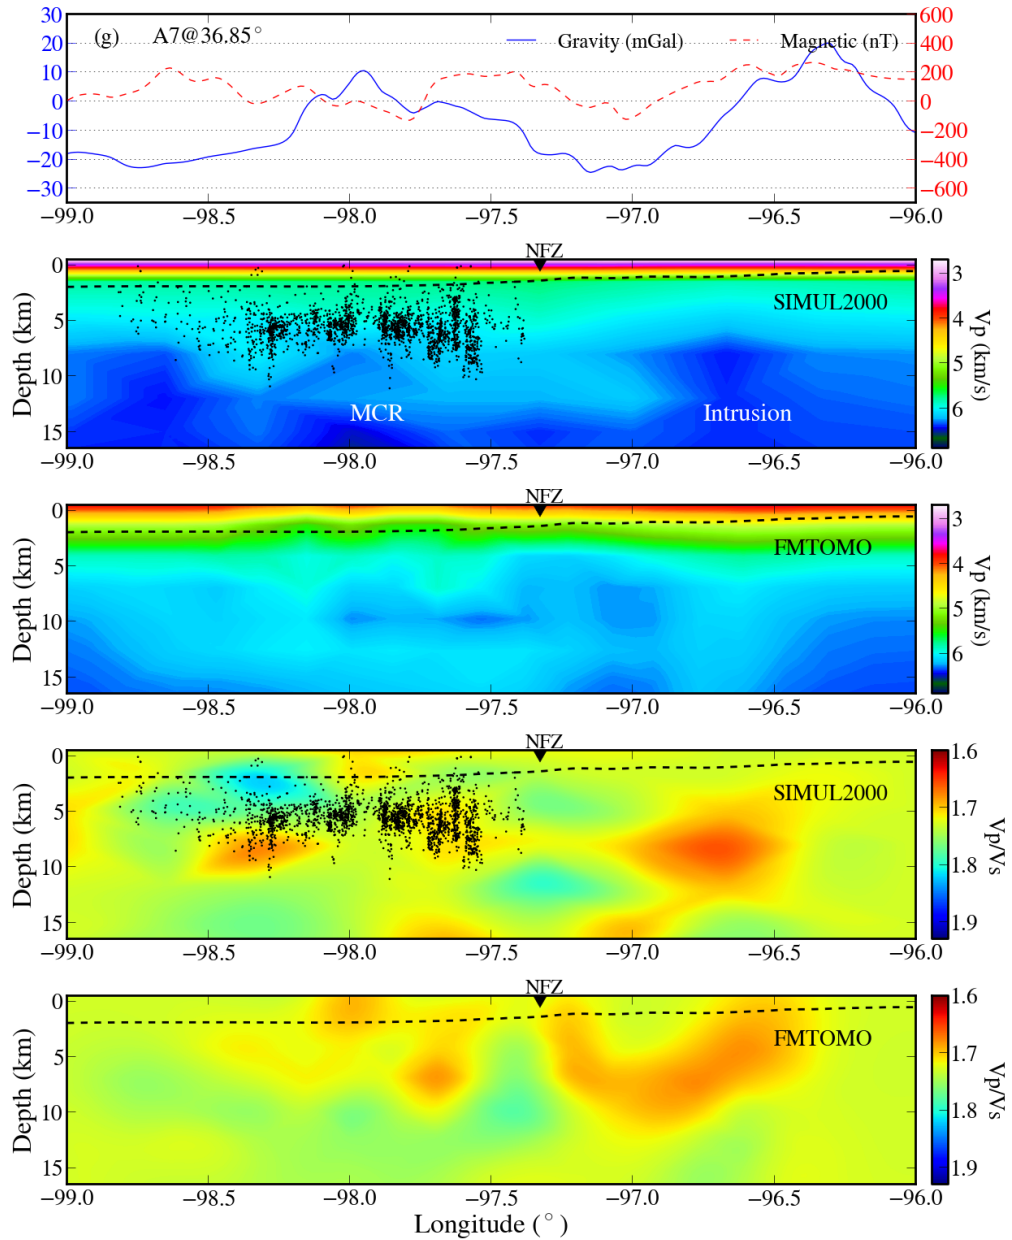 (g) A7@36.85°
Gravity (mGal) Magnetic (nT)
30 20 10 0 −10 −20 −30
600 400 200 0 −200 −400 −600
−99.0 −98.5 −98.0 −97.5 −97.0 −96.5 −96.0
NFZ
SIMUL2000
MCR Intrusion
Depth (km)
0 5 10 15
Vp (km/s)
3 4 5 6
−99.0 −98.5 −98.0 −97.5 −97.0 −96.5 −96.0
NFZ
FMTOMO
Depth (km)
0 5 10 15
Vp (km/s)
3 4 5 6
−99.0 −98.5 −98.0 −97.5 −97.0 −96.5 −96.0
NFZ
SIMUL2000
Depth (km)
0 5 10 15
Vp/Vs
1.6 1.7 1.8 1.9
−99.0 −98.5 −98.0 −97.5 −97.0 −96.5 −96.0
NFZ
FMTOMO
Depth (km)
0 5 10 15
Vp/Vs
1.6 1.7 1.8 1.9
−99.0 −98.5 −98.0 −97.5 −97.0 −96.5 −96.0
Longitude (°)